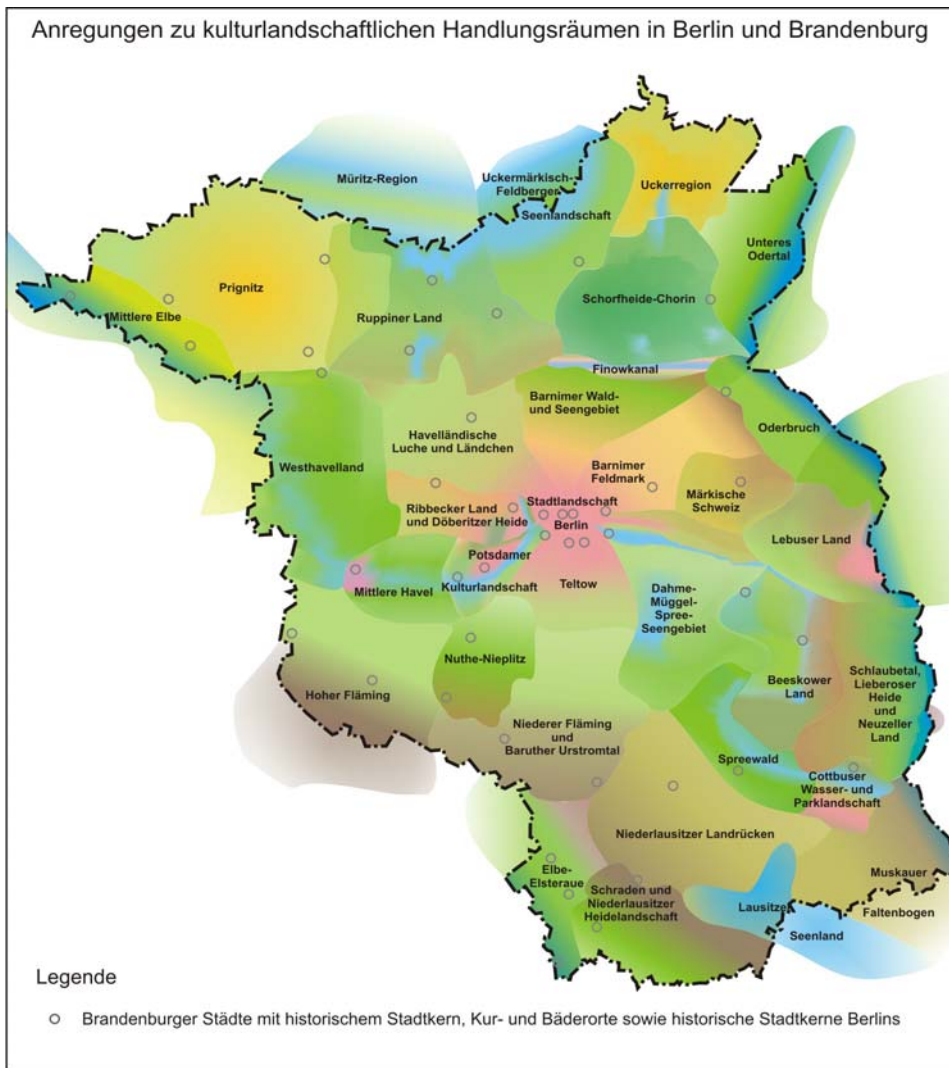 Anregungen zu kulturlandschaftlichen Handlungsräumen in Berlin und Brandenburg
Müritz-Region
Uckermärkisch-
Feldberger
Seenlandschaft
Uckerregion
Unteres
Odertal
Prignitz
Mittlere Elbe
Ruppiner Land
Schorfheide-Chorin
Finowkanal
Barnimer Wald-
und Seengebiet
Oderbruch
Havelländische
Luche und Ländchen
Westhavelland
Barnimer
Feldmark
Märkische
Schweiz
Ribbecker Land
und Döberitzer Heide
Stadtlandschaft
Berlin
Lebuser Land
Potsdamer
Kulturlandschaft
Mittlere Havel
Teltow
Dahme-
Müggel-
Spree-
Seengebiet
Nuthe-Nieplitz
Beeskower
Land
Schlaubetal,
Lieberoser
Heide
und
Neuzeller
Land
Hoher Fläming
Niederer Fläming
und
Baruther Urstromtal
Spreewald
Cottbuser
Wasser- und
Parklandschaft
Niederlausitzer Landrücken
Elbe-
Elsteraue
Schraden und
Niederlausitzer
Heidelandschaft
Muskauer
Faltenbogen
Lausitzer
Seenland
Legende
Brandenburger Städte mit historischem Stadtkern, Kur- und Bäderorte sowie historische Stadtkerne Berlins